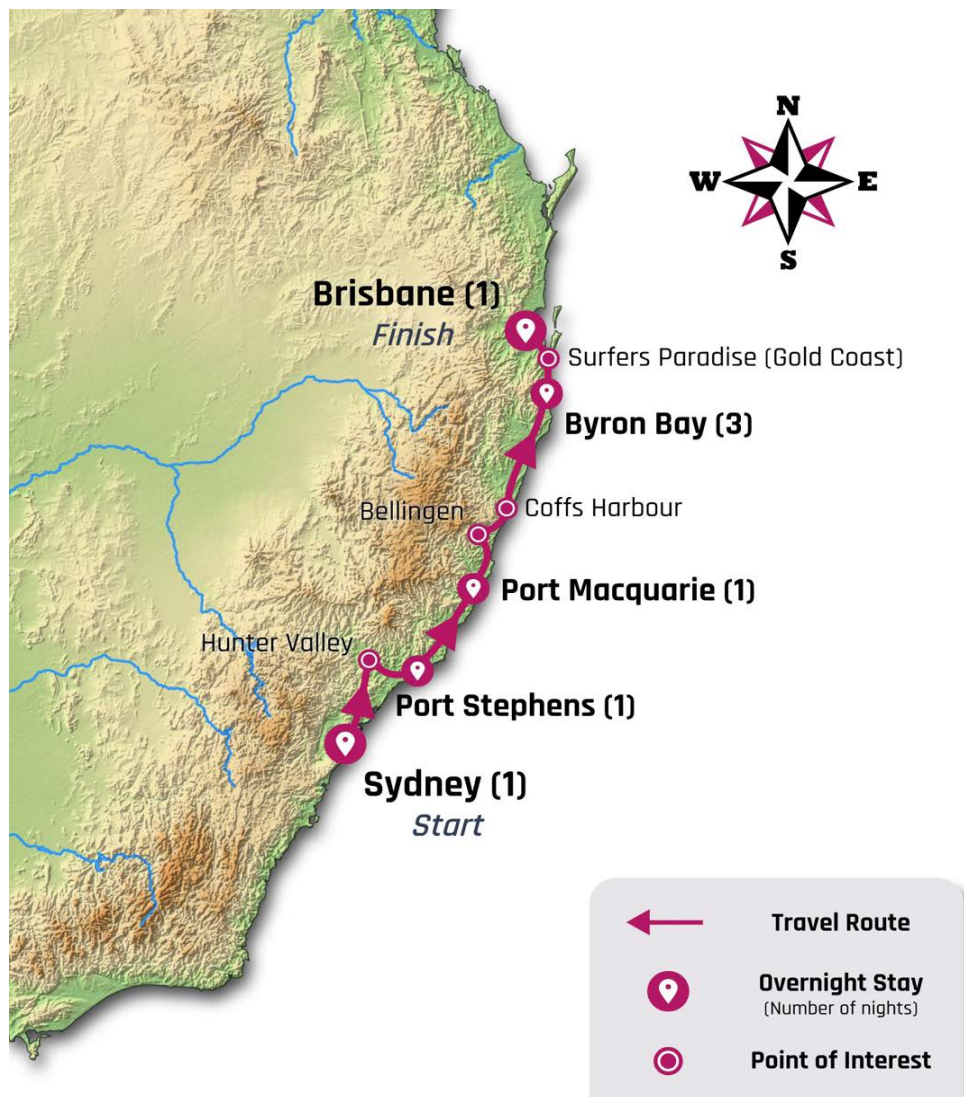 N
W
E
S
Brisbane (1)
Finish
Surfers Paradise (Gold Coast)
Byron Bay (3)
Bellingen
Coffs Harbour
Port Macquarie (1)
Hunter Valley
Port Stephens (1)
Sydney (1)
Start
Travel Route
Overnight Stay
(Number of nights)
Point of Interest